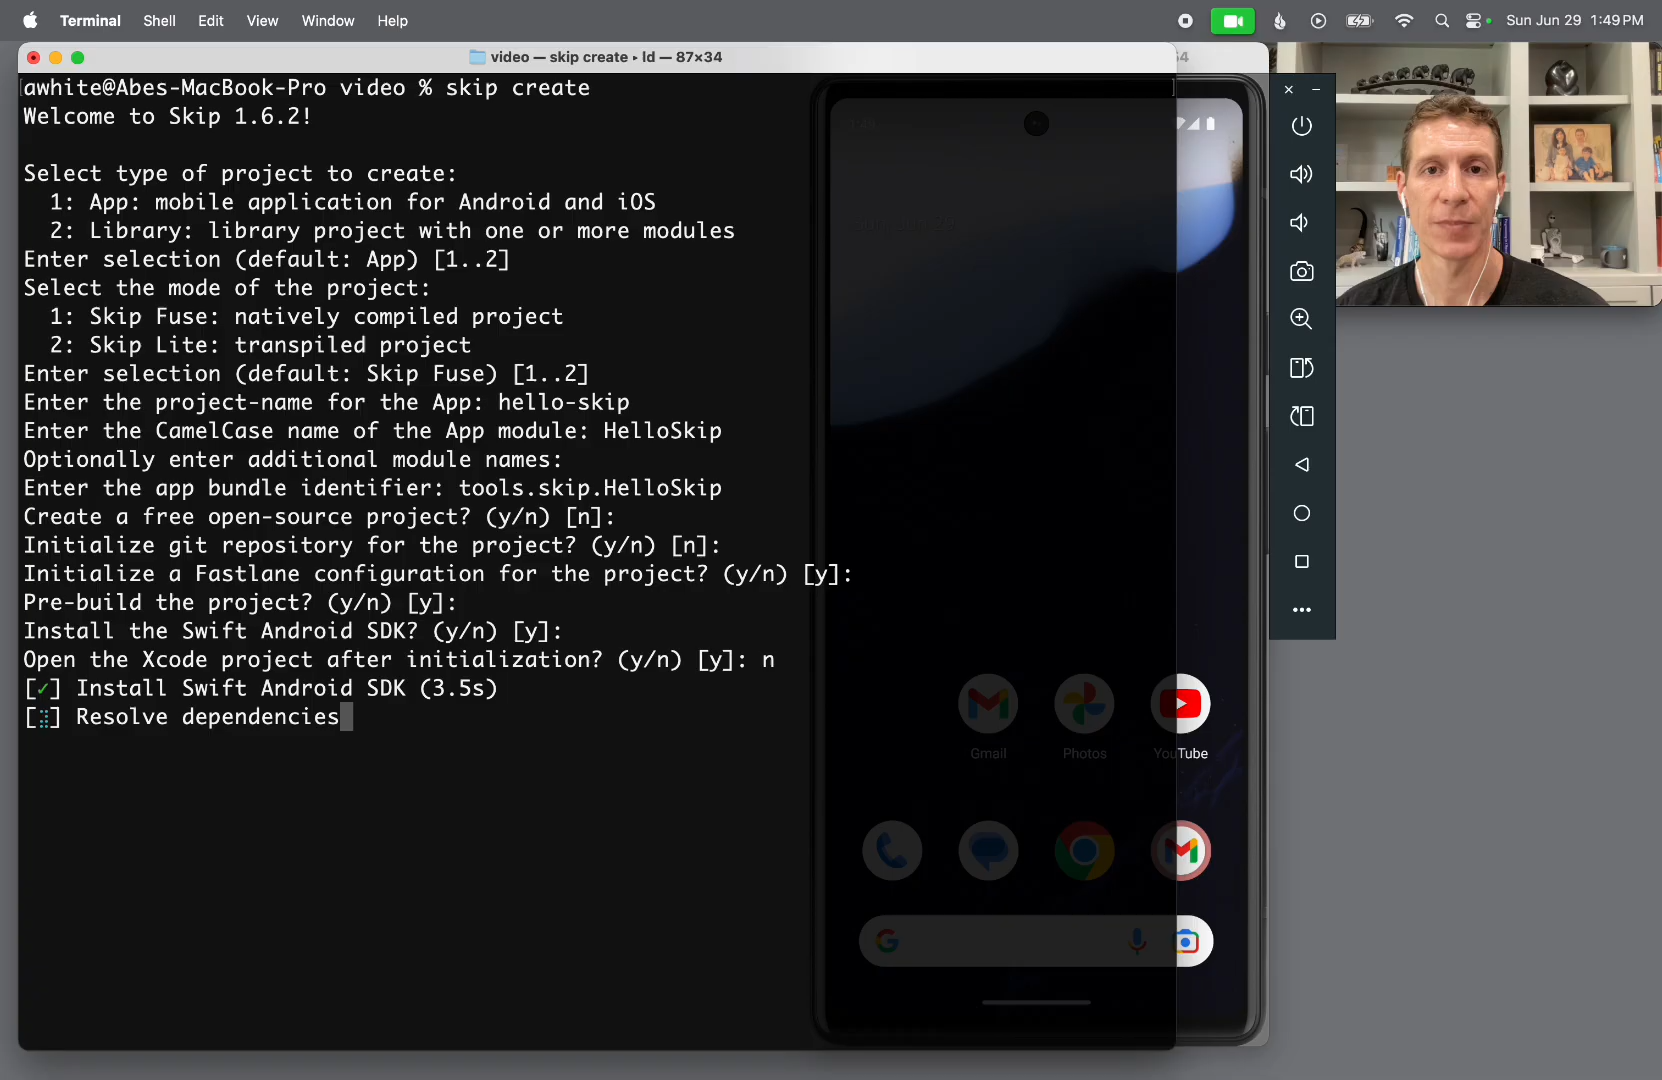 Terminal Shell Edit View Window Help
Sun Jun 29 1:49 PM
video — skip create ▸ ld — 87×34
awhite@Abes-MacBook-Pro video % skip create
Welcome to Skip 1.6.2!
Select type of project to create:
1: App: mobile application for Android and iOS
2: Library: library project with one or more modules
Enter selection (default: App) [1..2]
Select the mode of the project:
1: Skip Fuse: natively compiled project
2: Skip Lite: transpiled project
Enter selection (default: Skip Fuse) [1..2]
Enter the project-name for the App: hello-skip
Enter the CamelCase name of the App module: HelloSkip
Optionally enter additional module names:
Enter the app bundle identifier: tools.skip.HelloSkip
Create a free open-source project? (y/n) [n]:
Initialize git repository for the project? (y/n) [n]:
Initialize a Fastlane configuration for the project? (y/n) [y]:
Pre-build the project? (y/n) [y]:
Install the Swift Android SDK? (y/n) [y]:
Open the Xcode project after initialization? (y/n) [y]: n
[✓] Install Swift Android SDK (3.5s)
[⣿] Resolve dependencies
Gmail Photos YouTube